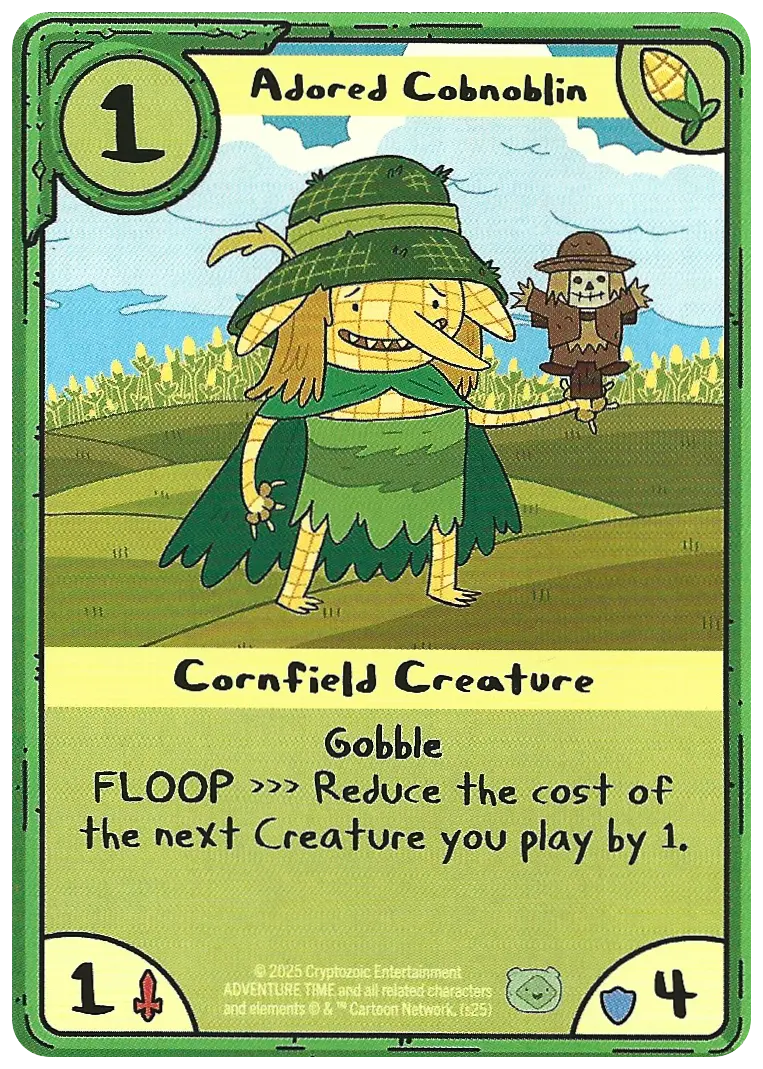 1
Adored Cobnoblin
Cornfield Creature
Gobble
FLOOP >>> Reduce the cost of
the next Creature you play by 1.
1
4
© 2025 Cryptozoic Entertainment
ADVENTURE TIME and all related characters
and elements © & ™ Cartoon Network. (s25)